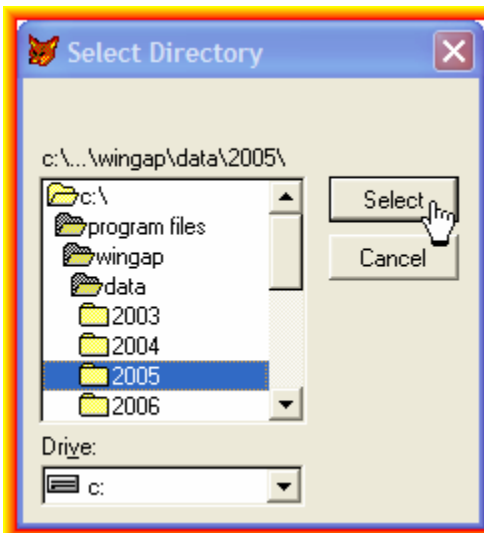 Select Directory
c:\...\wingap\data\2005\
c:\
program files
wingap
data
2003
2004
2005
2006
Select
Cancel
Drive:
c: